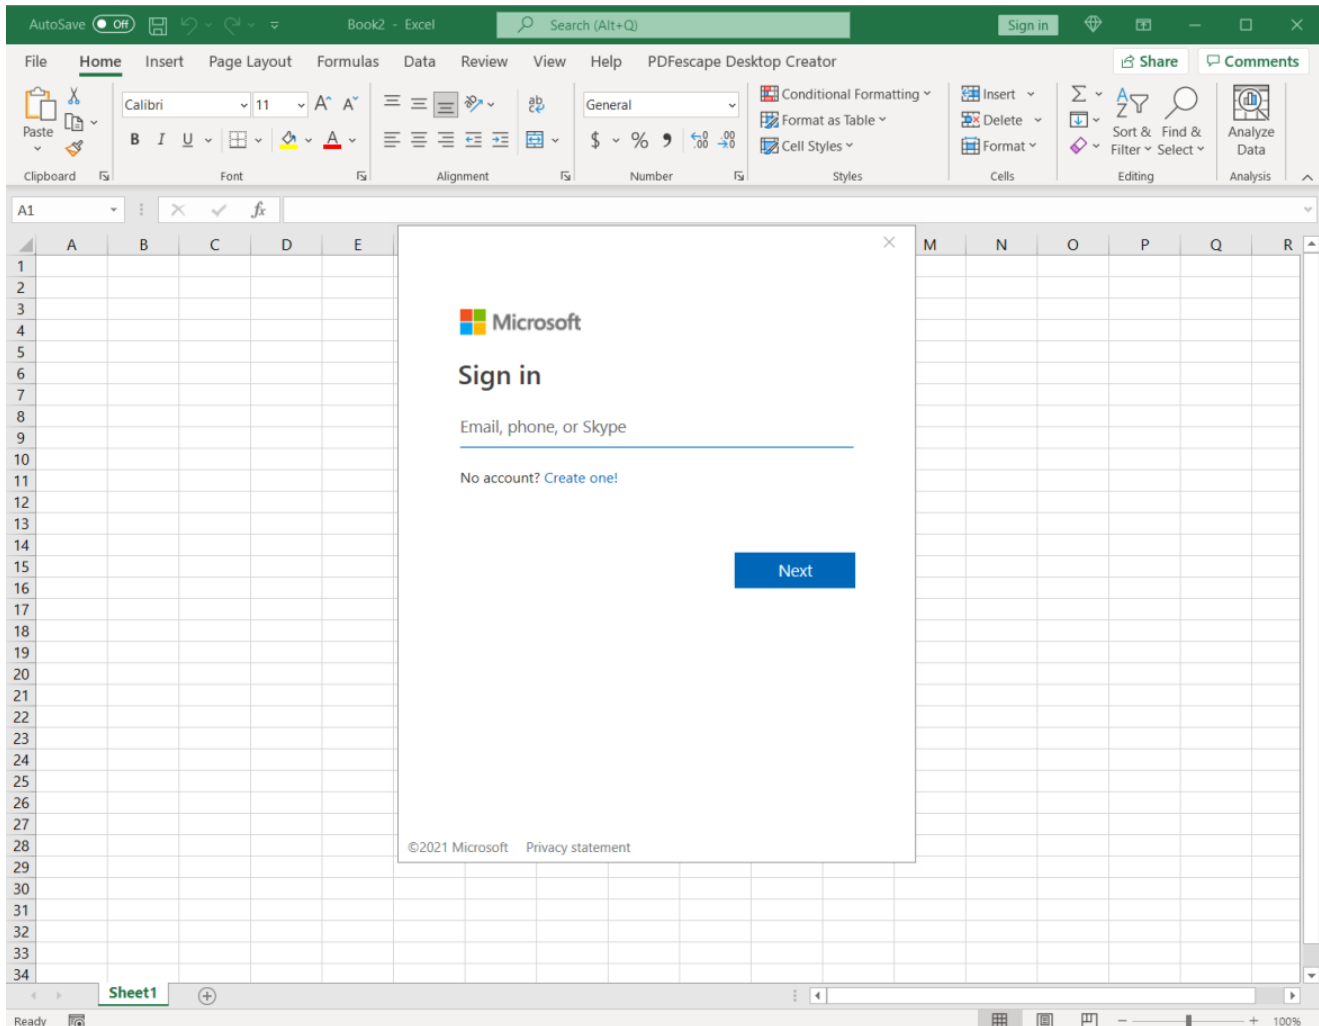 AutoSave Off Book2 - Excel Search (Alt+Q) Sign in
File Home Insert Page Layout Formulas Data Review View Help PDFescape Desktop Creator Share Comments
Paste
Calibri 11
B I U A
ab
General
$ % 9
Conditional Formatting
Format as Table
Cell Styles
Insert
Delete
Format
Sort & Filter
Find & Select
Analyze Data
Clipboard Font Alignment Number Styles Cells Editing Analysis
A1 fx
A B C D E M N O P Q R
1
2
3
4
5
6
7
8
9
10
11
12
13
14
15
16
17
18
19
20
21
22
23
24
25
26
27
28
29
30
31
32
33
34
Microsoft
Sign in
Email, phone, or Skype
No account? Create one!
Next
©2021 Microsoft Privacy statement
Sheet1
Ready 100%